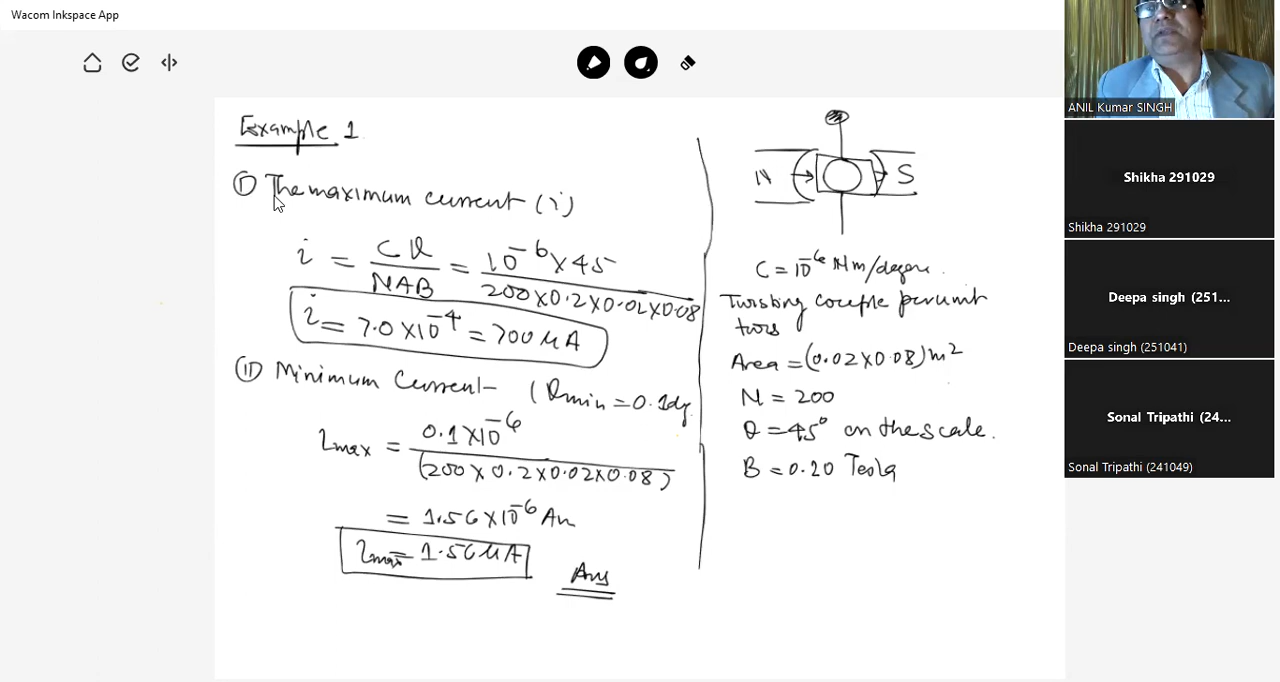 Wacom Inkspace App
Example 1
I The maximum current (i)
i = Cθ / NAB = 10^-6 × 45 / 200×0.2×0.02×0.08
i = 7.0×10^-4 = 700 μA
II Minimum Current- (θmin = 0.1deg
imax = 0.1×10^-6 / (200×0.2×0.02×0.08)
= 1.56×10^-6 Am
imax = 1.56 μA
Ans
N S
C = 10^-6 Nm/degree.
Twisting couple per unit
twis
Area = (0.02×0.08) m^2
N = 200
θ = 45° on the scale.
B = 0.20 Tesla
ANIL Kumar SINGH
Shikha 291029
Shikha 291029
Deepa singh (251...
Deepa singh (251041)
Sonal Tripathi (24...
Sonal Tripathi (241049)